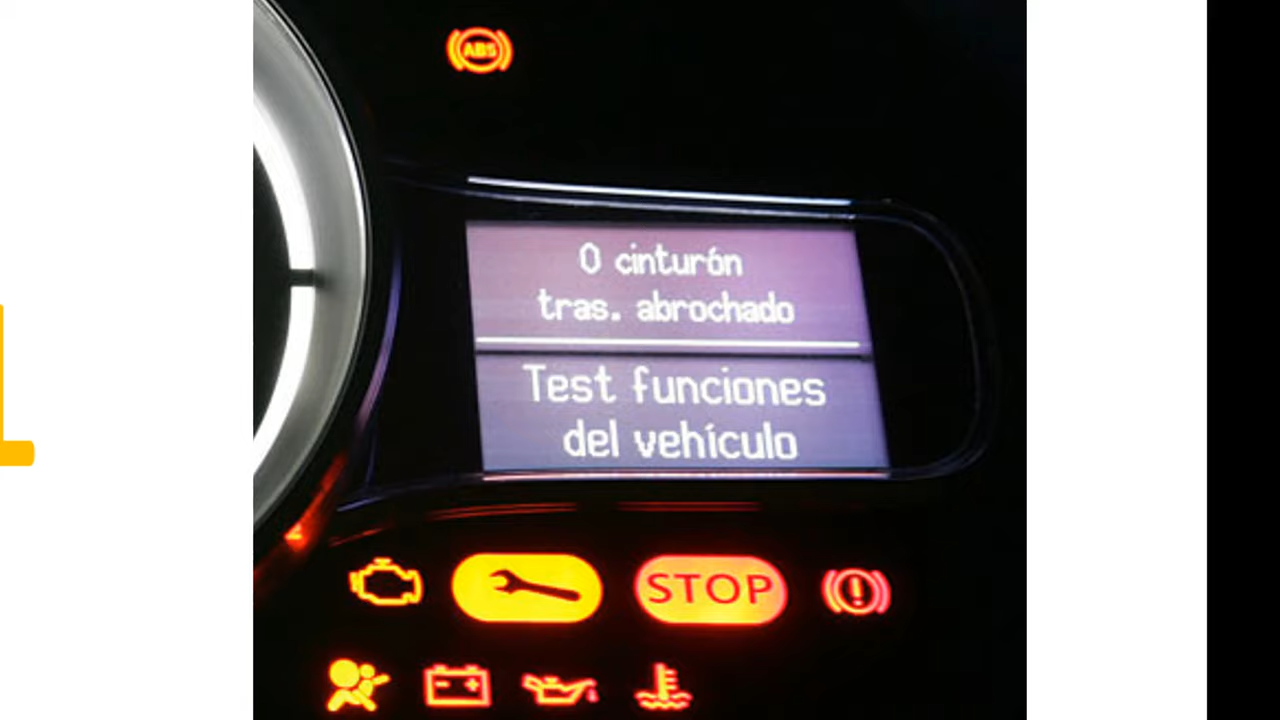 ABS
0 cinturón
tras. abrochado
Test funciones
del vehículo
STOP